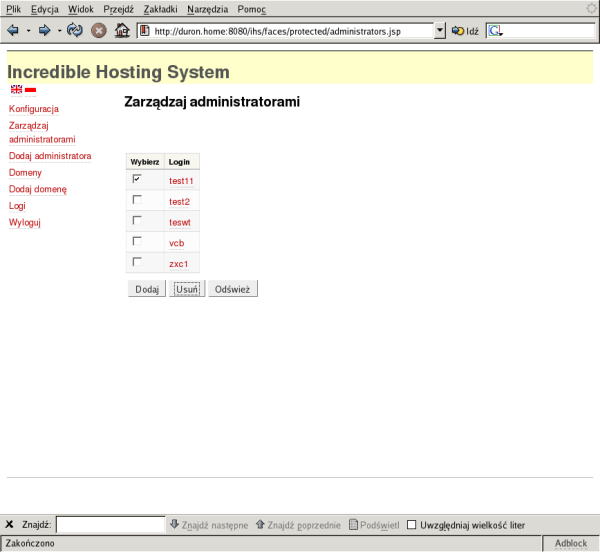 Plik Edycja Widok Przejdź Zakładki Narzędzia Pomoc
http://duron.home:8080/ihs/faces/protected/administrators.jsp Idź
Incredible Hosting System
Zarządzaj administratorami
Konfiguracja
Zarządzaj
administratorami
Dodaj administratora
Domeny
Dodaj domenę
Logi
Wyloguj
Wybierz Login
test11
test2
teswt
vcb
zxc1
Dodaj Usuń Odśwież
Znajdź: Znajdź następne Znajdź poprzednie Podświetl Uwzględniaj wielkość liter
Zakończono Adblock